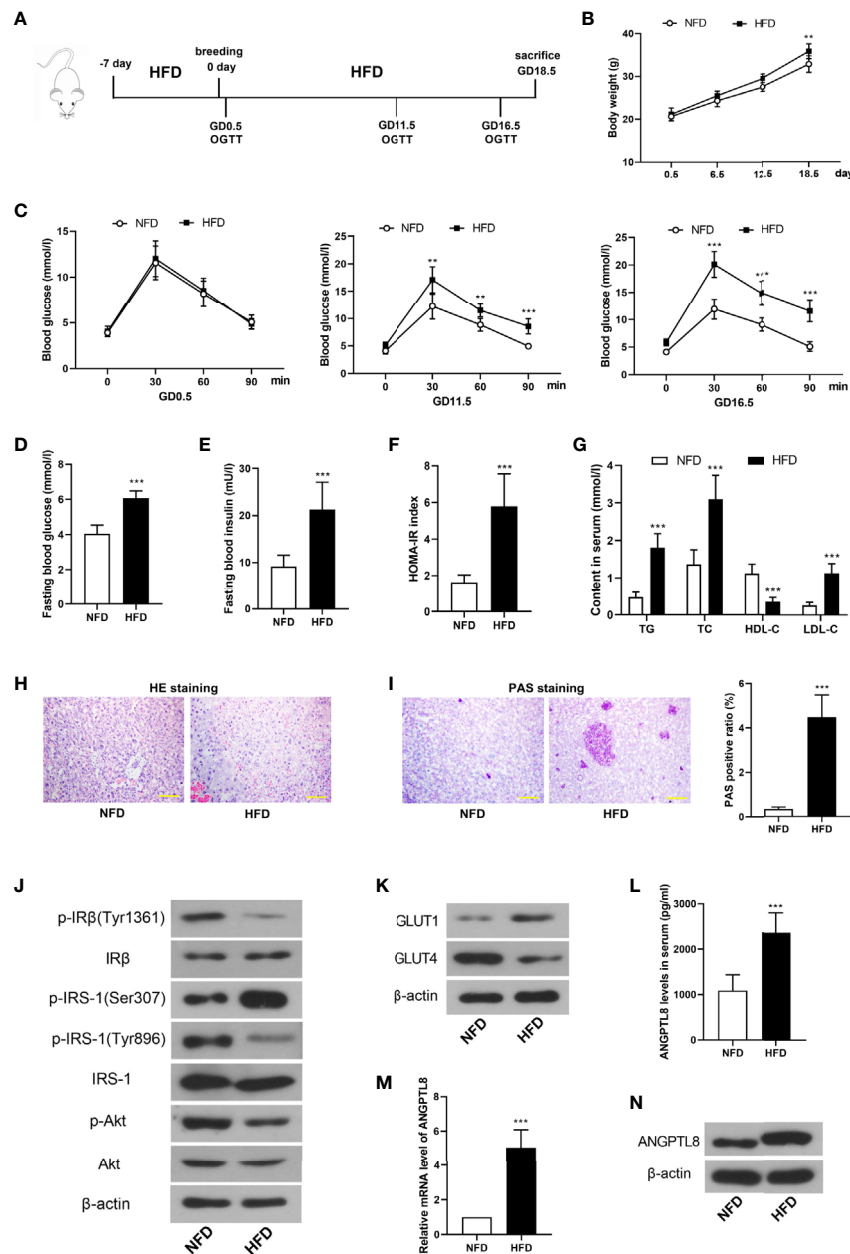 A
breeding
sacrifice
-7 day
HFD
0 day
HFD
GD18.5
GD0.5
GD11.5
GD16.5
OGTT
OGTT
OGTT
B
NFD
HFD
Body weight (g)
40
30
20
10
**
0.5
6.5
12.5
18.5
day
C
NFD
HFD
Blood glucose (mmol/l)
15
10
5
0
0
30
60
90
min
GD0.5
NFD
HFD
Blood gluccse (mmol/l)
25
20
15
10
5
0
**
**
***
0
30
60
90
min
GD11.5
NFD
HFD
Blood glucose (mmol/l)
25
20
15
10
5
0
***
***
***
0
30
60
90
min
GD16.5
D
Fasting blood glucose (mmol/l)
8
6
4
2
0
***
NFD
HFD
E
Fasting blood insulin (mU/l)
30
20
10
0
***
NFD
HFD
F
HOMA-IR index
8
6
4
2
0
***
NFD
HFD
G
NFD
HFD
Content in serum (mmol/l)
5
4
3
2
1
0
***
***
***
***
TG
TC
HDL-C
LDL-C
H
HE staining
NFD
HFD
I
PAS staining
NFD
HFD
PAS positive ratio (%)
6
4
2
0
***
NFD
HFD
J
p-IRβ(Tyr1361)
IRβ
p-IRS-1(Ser307)
p-IRS-1(Tyr896)
IRS-1
p-Akt
Akt
β-actin
NFD
HFD
K
GLUT1
GLUT4
β-actin
NFD
HFD
L
ANGPTL8 levels in serum (pg/ml)
3000
2000
1000
0
***
NFD
HFD
M
Relative mRNA level of ANGPTL8
8
6
4
2
0
***
NFD
HFD
N
ANGPTL8
β-actin
NFD
HFD